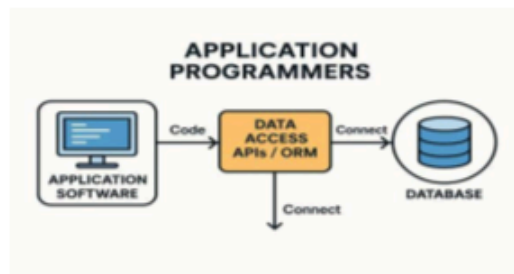 APPLICATION
PROGRAMMERS
APPLICATION
SOFTWARE
Code
DATA
ACCESS
APIs / ORM
Connect
DATABASE
Connect